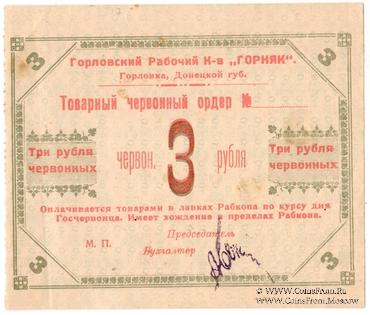 3 3
Горловский Рабочий К-в „ГОРНЯК“.
Горловка, Донецкой губ.
Товарный червонный ордер №
Три рубля
червонных
червон. 3 рубля
Три рубля
червонных
Оплачивается товарами в лавках Рабкопа по курсу дня
Госчервонца. Имеет хождение в пределах Рабкопа.
Председатель
М. П.
Бухгалтер
3 3
© CoinsFrom.Ru
CoinsFrom.Moscow